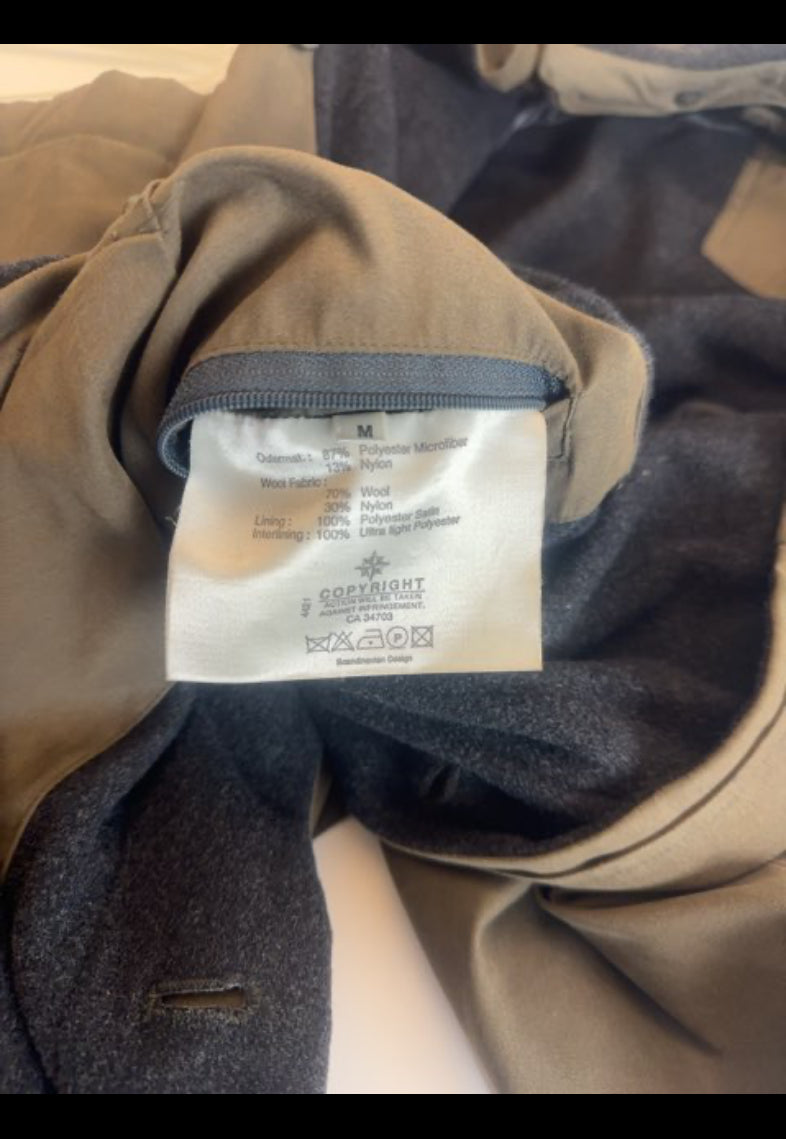 M
Odermat.: 87% Polyester Microfiber
13% Nylon
Wool Fabric:
70% Wool
30% Nylon
Lining: 100% Polyester Satin
Interlining: 100% Ultra light Polyester
COPYRIGHT
ACTION WILL BE TAKEN
AGAINST INFRINGEMENT.
CA 34703
P
Scandinavian Design